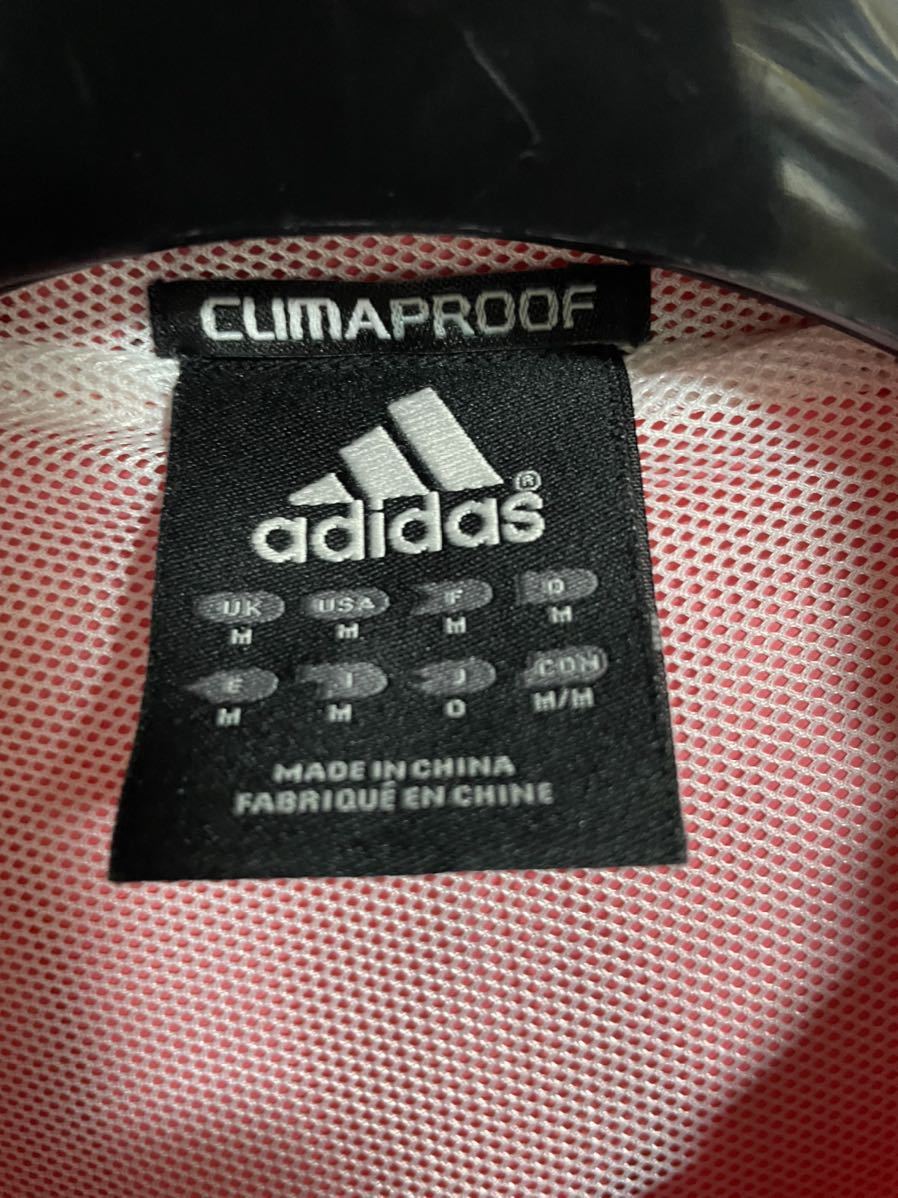 CLIMAPROOF
adidas®
UK USA F D
M M M M
E I J CDN
M M O M/M
MADE IN CHINA
FABRIQUÉ EN CHINE